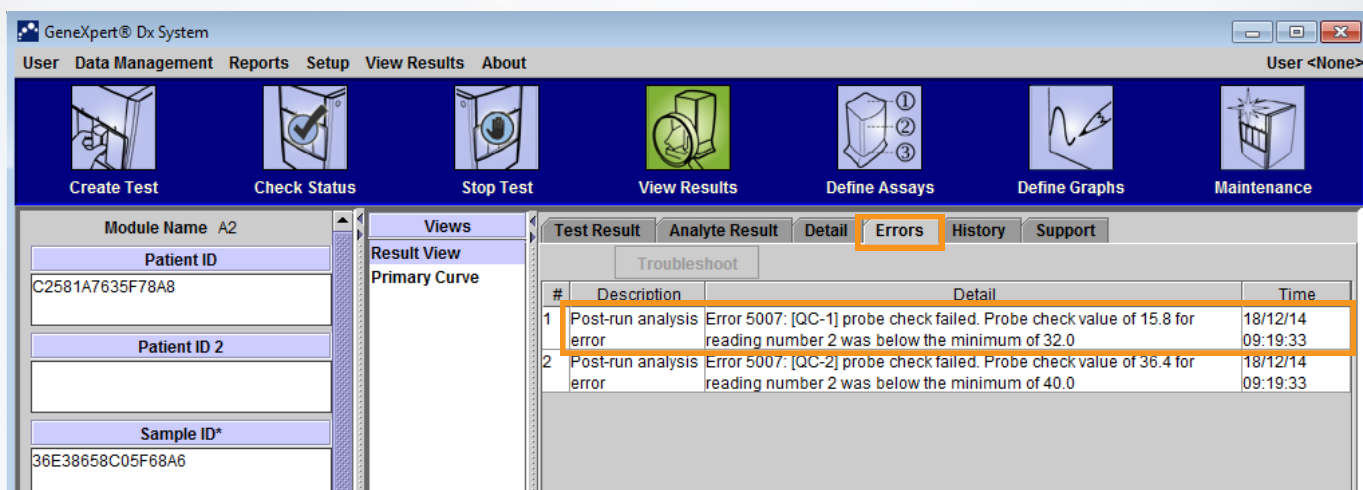 GeneXpert® Dx System
User Data Management Reports Setup View Results About User <None>
①
②
③
Create Test Check Status Stop Test View Results Define Assays Define Graphs Maintenance
Module Name A2
Patient ID
C2581A7635F78A8
Patient ID 2
Sample ID*
36E38658C05F68A6
Views
Result View
Primary Curve
Test Result Analyte Result Detail Errors History Support
Troubleshoot
# Description Detail Time
1 Post-run analysis Error 5007: [QC-1] probe check failed. Probe check value of 15.8 for 18/12/14
error reading number 2 was below the minimum of 32.0 09:19:33
2 Post-run analysis Error 5007: [QC-2] probe check failed. Probe check value of 36.4 for 18/12/14
error reading number 2 was below the minimum of 40.0 09:19:33